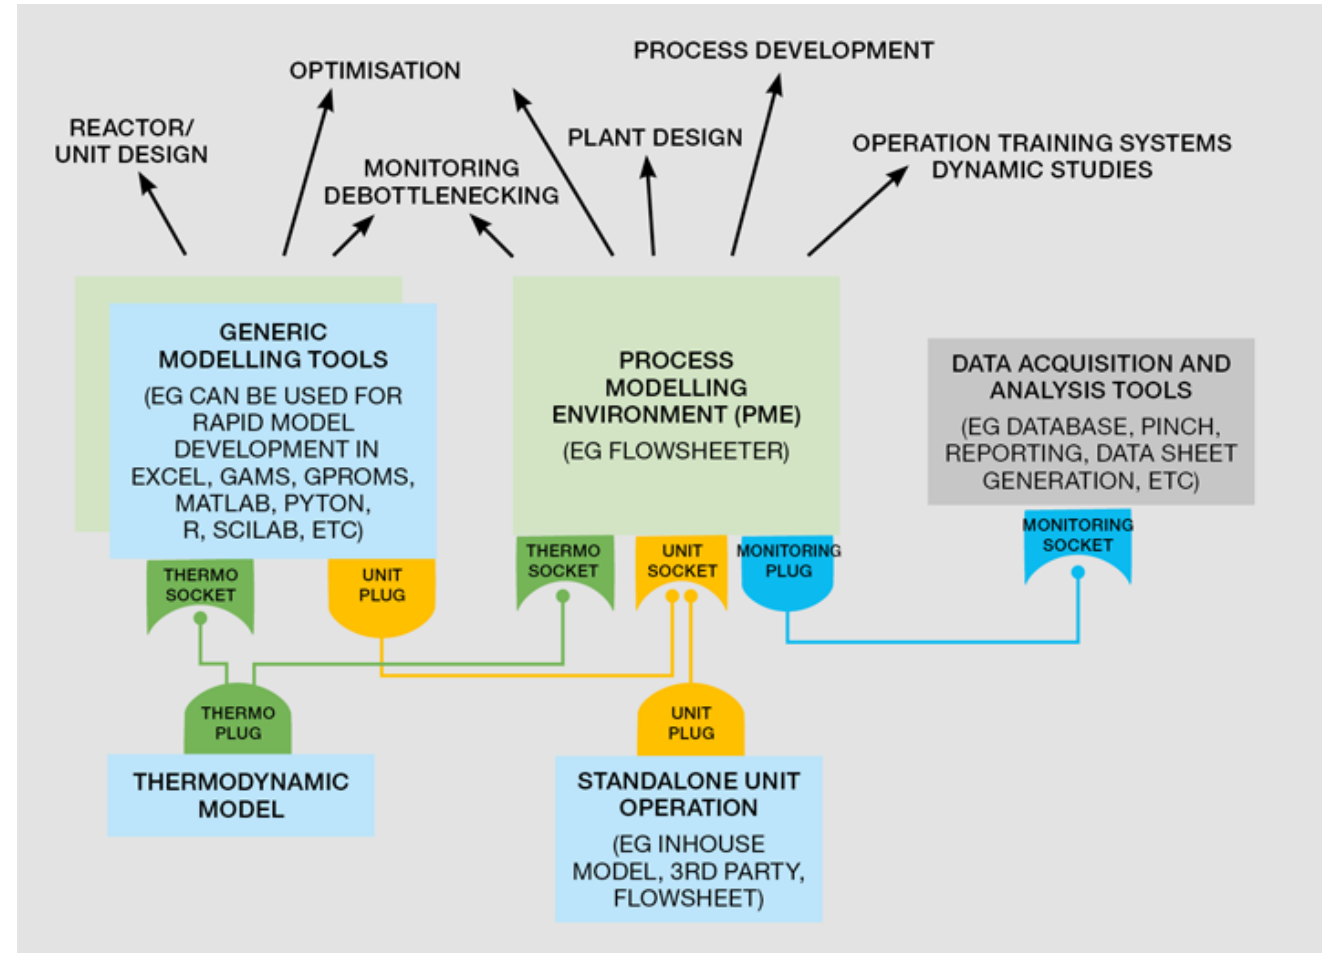 PROCESS DEVELOPMENT
OPTIMISATION
REACTOR/
UNIT DESIGN
PLANT DESIGN
MONITORING
DEBOTTLENECKING
OPERATION TRAINING SYSTEMS
DYNAMIC STUDIES
GENERIC
MODELLING TOOLS
(EG CAN BE USED FOR
RAPID MODEL
DEVELOPMENT IN
EXCEL, GAMS, GPROMS,
MATLAB, PYTON,
R, SCILAB, ETC)
PROCESS
MODELLING
ENVIRONMENT (PME)
(EG FLOWSHEETER)
DATA ACQUISITION AND
ANALYSIS TOOLS
(EG DATABASE, PINCH,
REPORTING, DATA SHEET
GENERATION, ETC)
THERMO
SOCKET
UNIT
PLUG
THERMO
SOCKET
UNIT
SOCKET
MONITORING
PLUG
MONITORING
SOCKET
THERMO
PLUG
UNIT
PLUG
THERMODYNAMIC
MODEL
STANDALONE UNIT
OPERATION
(EG INHOUSE
MODEL, 3RD PARTY,
FLOWSHEET)